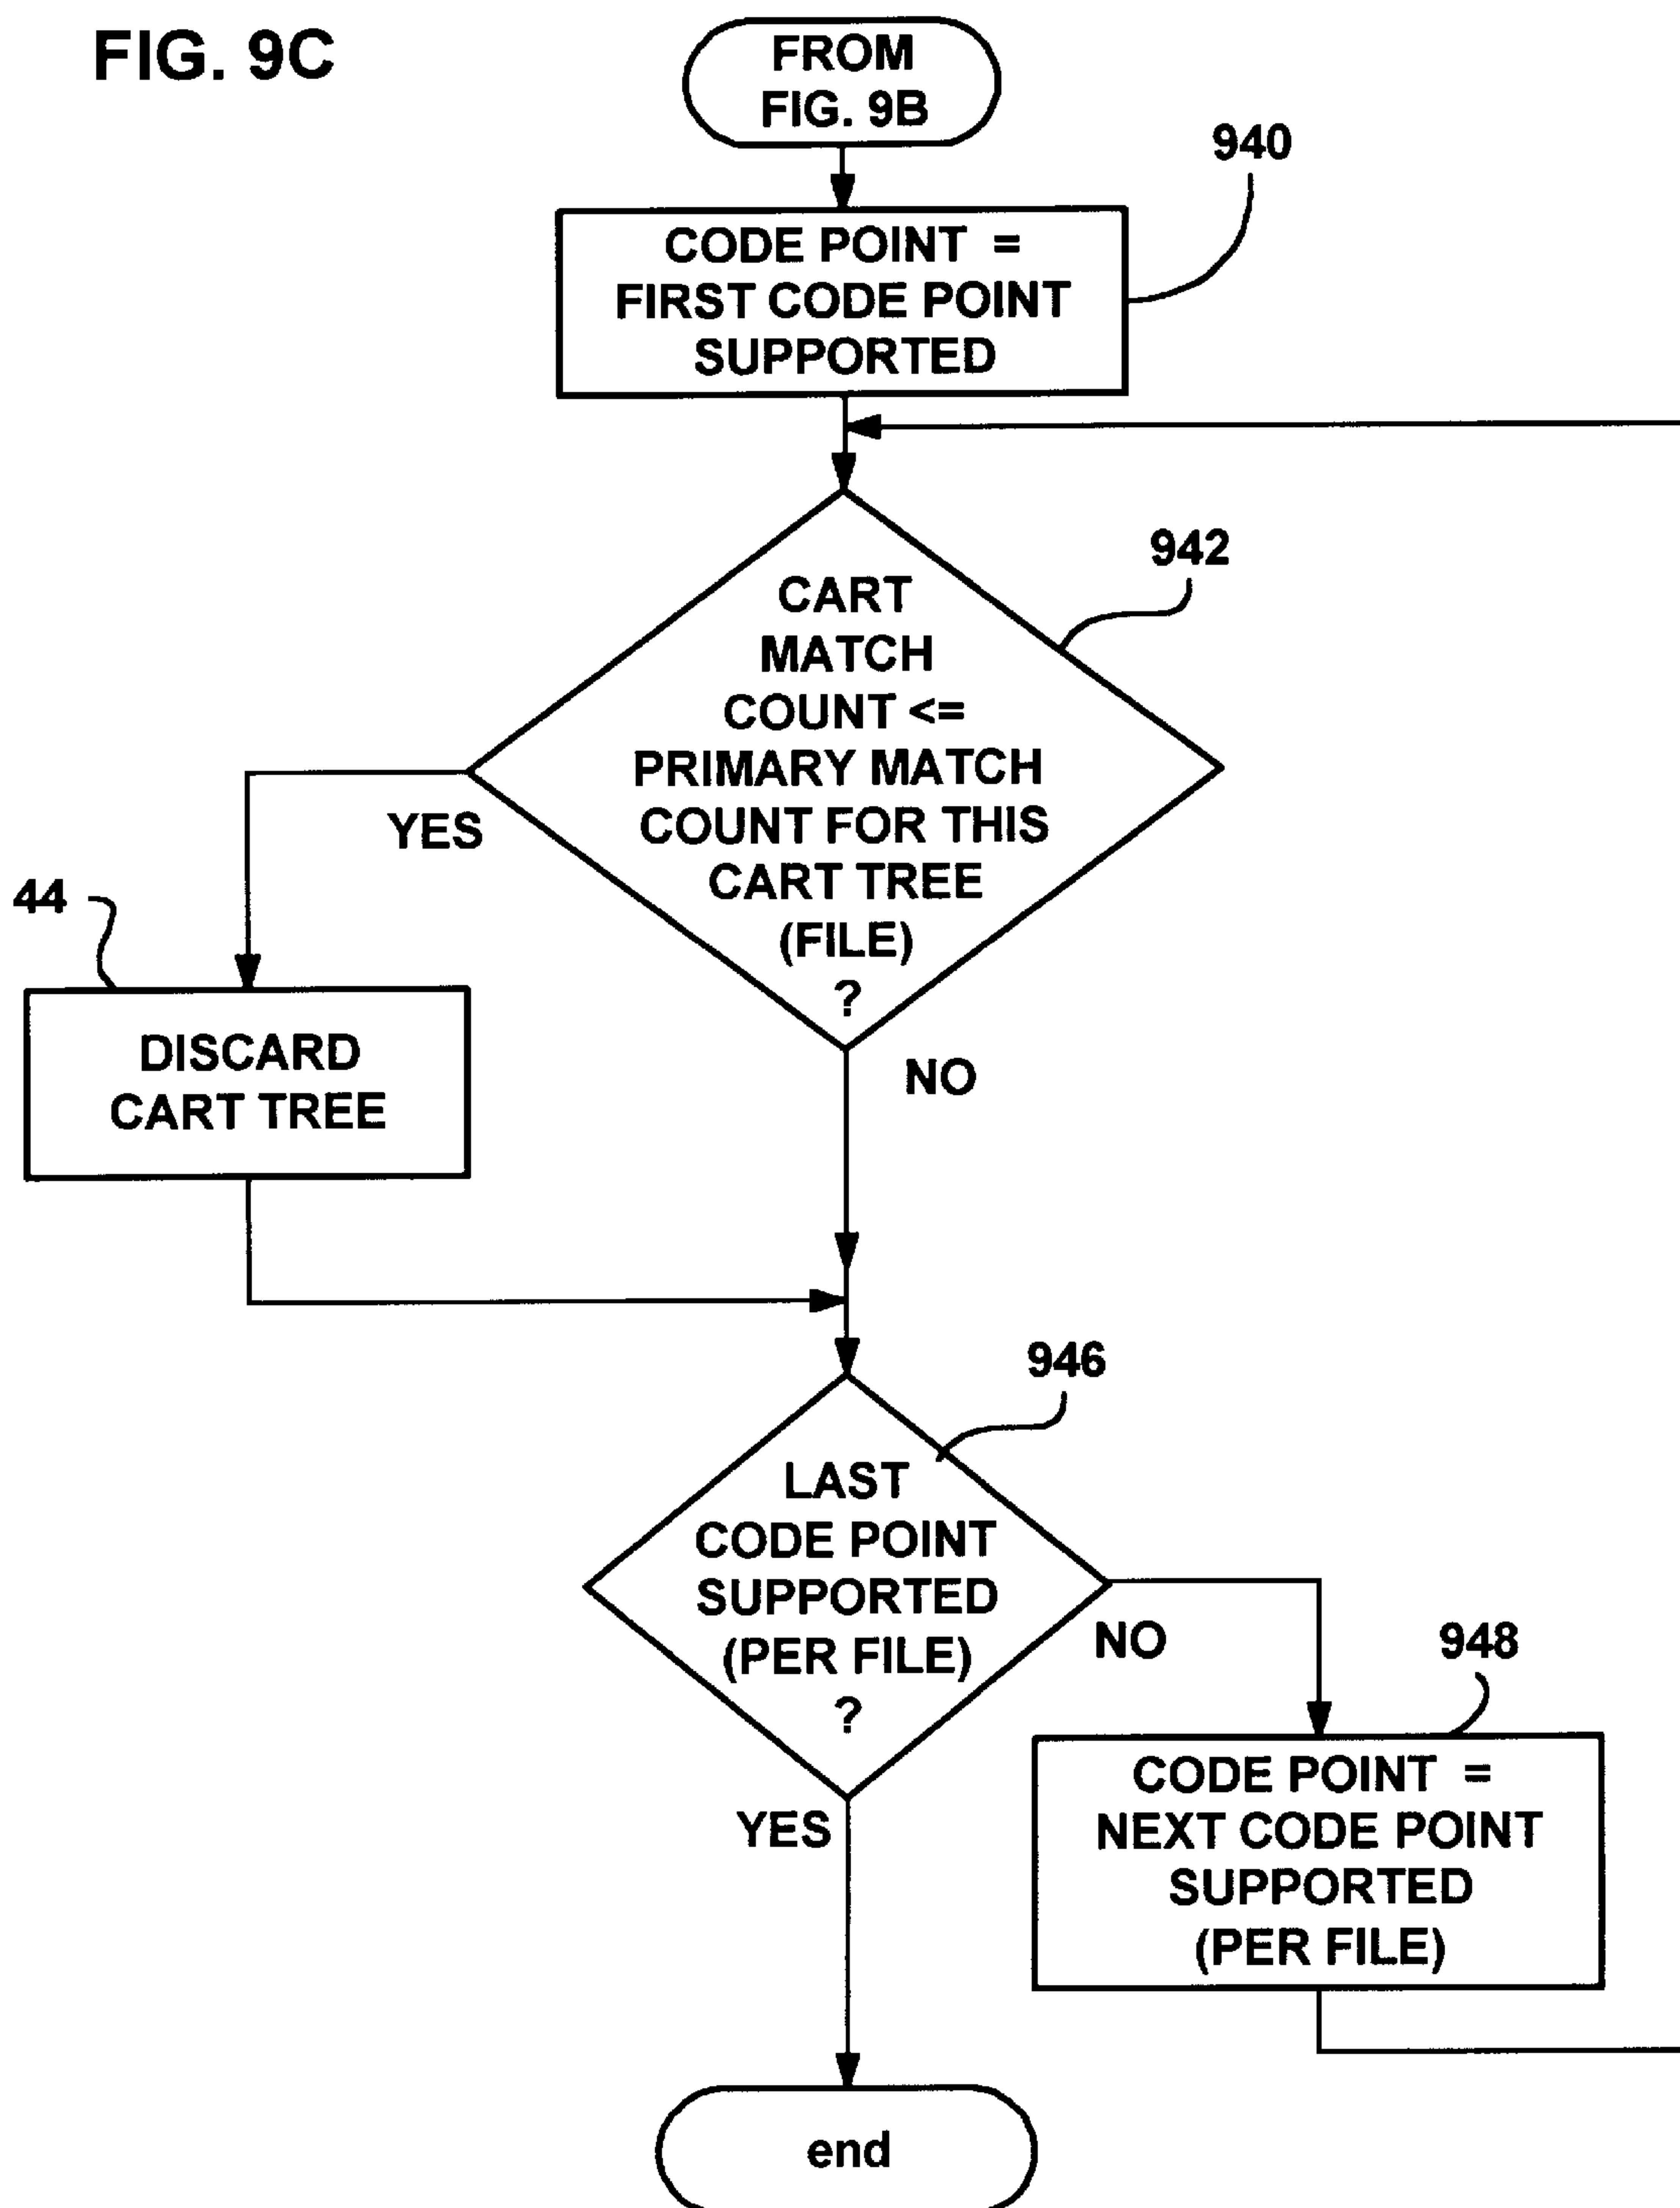 FIG. 9C
FROM
FIG. 9B
940
CODE POINT =
FIRST CODE POINT
SUPPORTED
942
CART
MATCH
COUNT <=
PRIMARY MATCH
COUNT FOR THIS
CART TREE
(FILE)
?
YES
NO
44
DISCARD
CART TREE
946
LAST
CODE POINT
SUPPORTED
(PER FILE)
?
NO
YES
948
CODE POINT =
NEXT CODE POINT
SUPPORTED
(PER FILE)
end